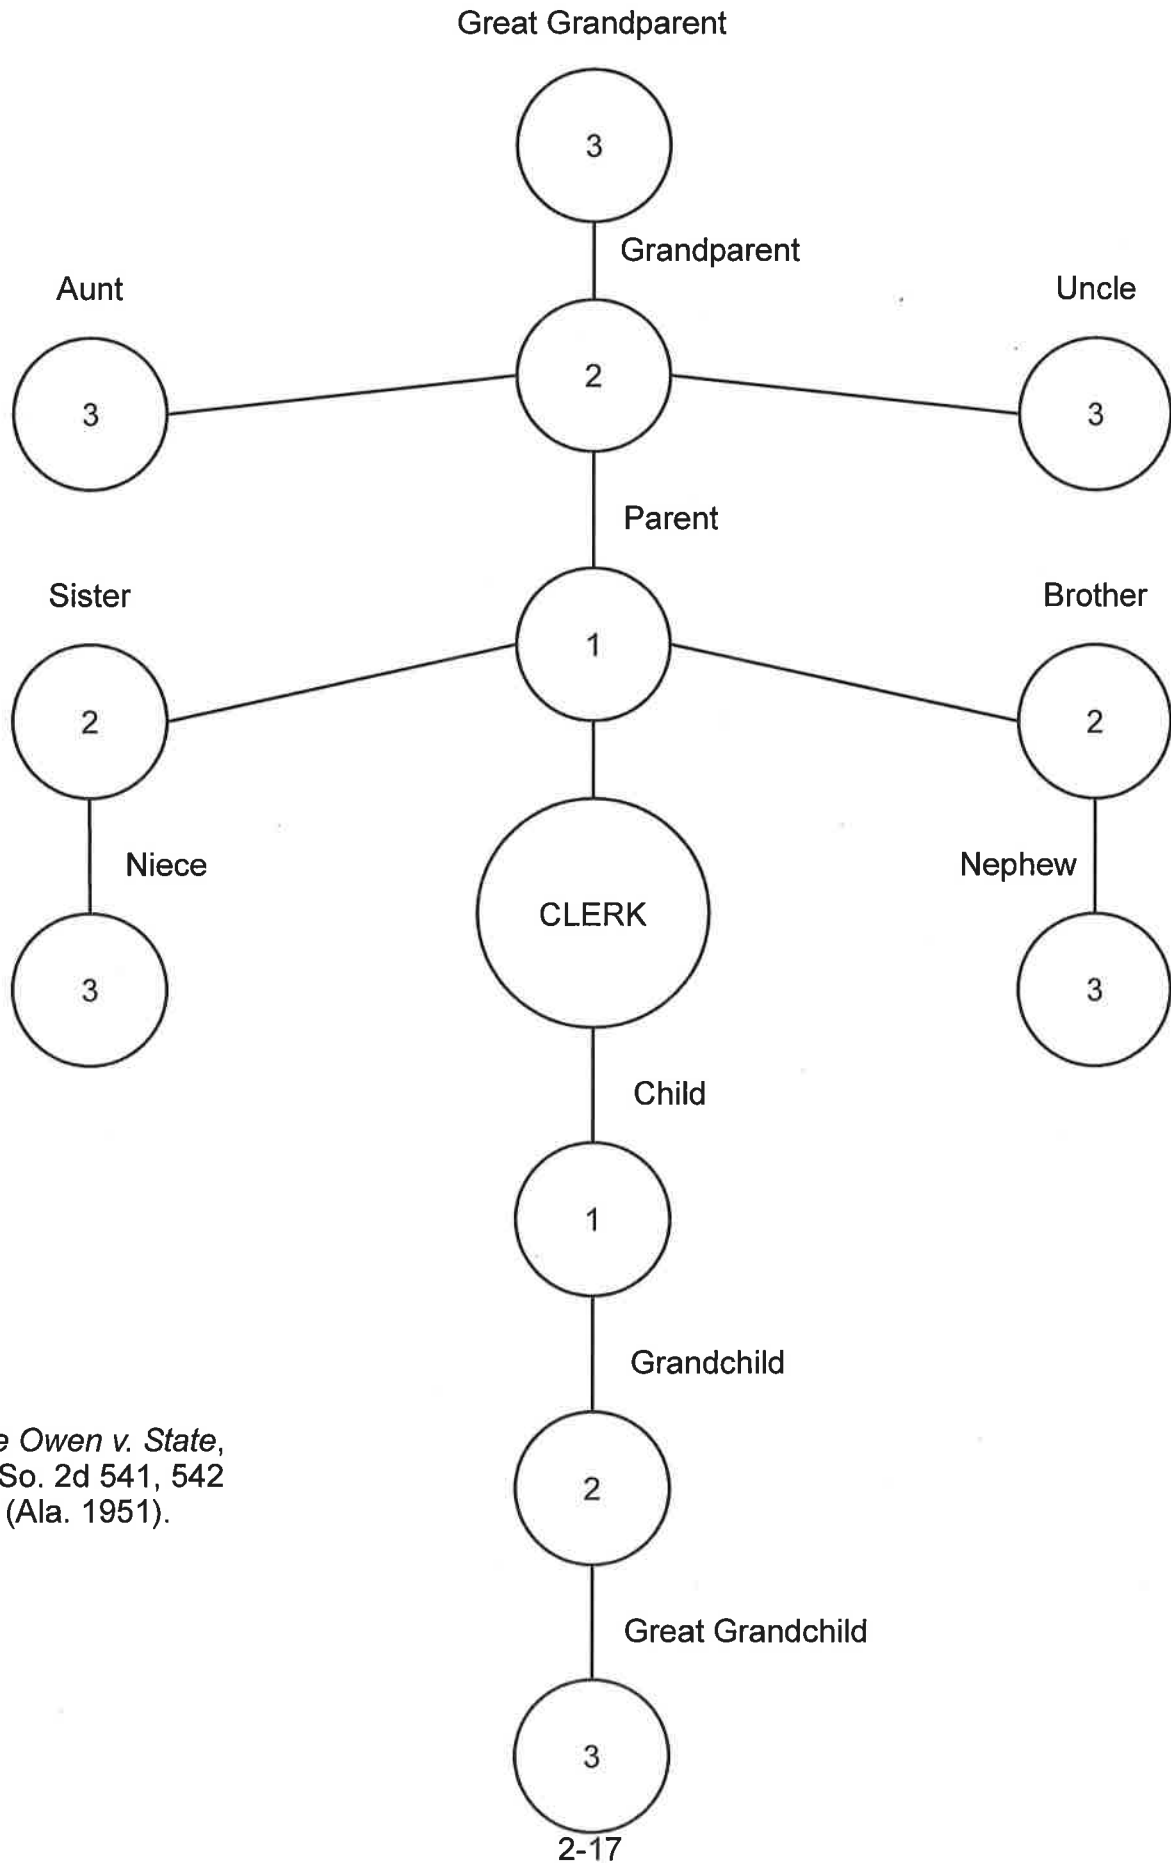 Great Grandparent
3
Grandparent
Aunt
Uncle
2
3
3
Parent
Sister
Brother
1
2
2
Niece
Nephew
CLERK
3
3
Child
1
Grandchild
Owen v. State,
So. 2d 541, 542
2
(Ala. 1951).
Great Grandchild
3
2-17